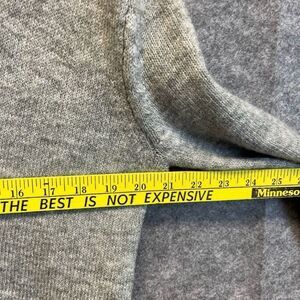 16 17 18 19 20 21 22 23 24 25
THE BEST IS NOT EXPENSIVE Minneso